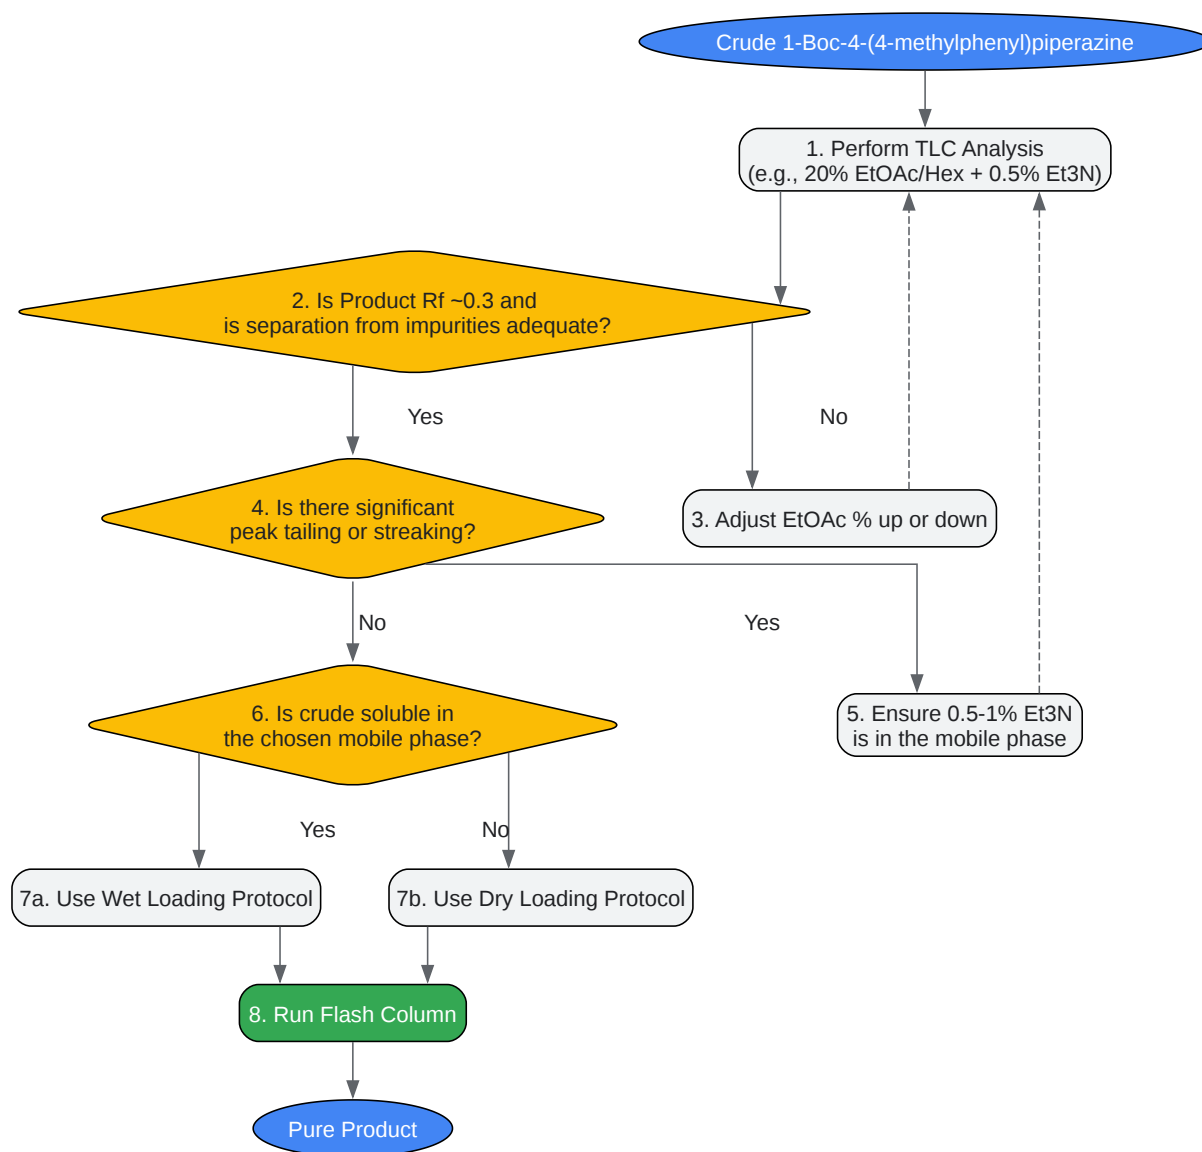 Crude 1-Boc-4-(4-methylphenyl)piperazine
1. Perform TLC Analysis
(e.g., 20% EtOAc/Hex + 0.5% Et3N)
2. Is Product Rf ~0.3 and
is separation from impurities adequate?
Yes
No
4. Is there significant
peak tailing or streaking?
3. Adjust EtOAc % up or down
No
Yes
6. Is crude soluble in
the chosen mobile phase?
5. Ensure 0.5-1% Et3N
is in the mobile phase
Yes
No
7a. Use Wet Loading Protocol
7b. Use Dry Loading Protocol
8. Run Flash Column
Pure Product